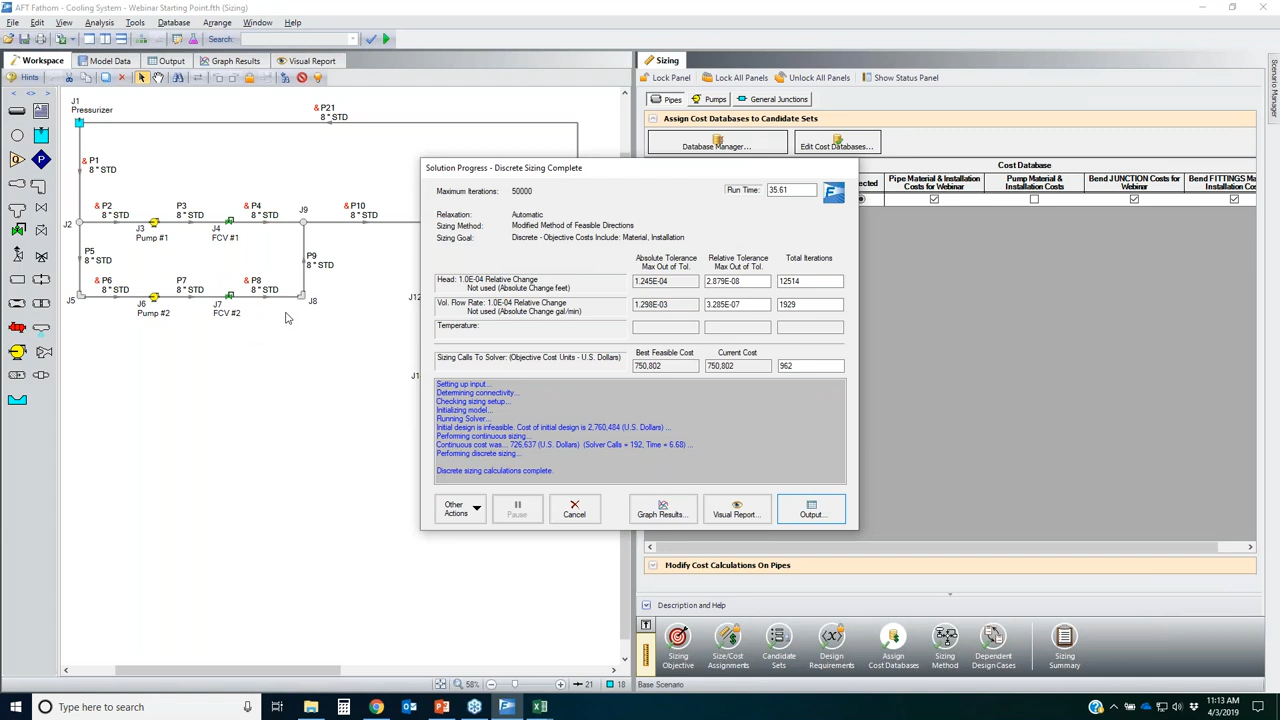 AFT Fathom - Cooling System - Webinar Starting Point.fth (Sizing)
File Edit View Analysis Tools Database Arrange Window Help
Search:
Workspace Model Data Output Graph Results Visual Report
Hints
Sizing
Lock Panel Lock All Panels Unlock All Panels Show Status Panel
Pipes Pumps General Junctions
Assign Cost Databases to Candidate Sets
Database Manager... Edit Cost Databases...
Cost Database
Pipe Material & Installation Costs for Webinar
Pump Material & Installation Costs
Bend JUNCTION Costs for Webinar
Bend FITTINGS
Scenario Manager
J1
Pressurizer
& P21
8 " STD
& P1
8 " STD
& P2
8 " STD
P3
8 " STD
& P4
8 " STD
J9
& P10
8 " STD
J2
J3
Pump #1
J4
FCV #1
P5
8 " STD
P9
8 " STD
& P6
8 " STD
P7
8 " STD
& P8
8 " STD
J5
J6
Pump #2
J7
FCV #2
J8
J12
Solution Progress - Discrete Sizing Complete
Maximum Iterations: 50000
Run Time: 35.61
Relaxation: Automatic
Sizing Method: Modified Method of Feasible Directions
Sizing Goal: Discrete - Objective Costs Include: Material, Installation
Absolute Tolerance Max Out of Tol.
Relative Tolerance Max Out of Tol.
Total Iterations
Head: 1.0E-04 Relative Change
Not used (Absolute Change feet)
1.245E-04 2.879E-08 12514
Vol. Flow Rate: 1.0E-04 Relative Change
Not used (Absolute Change gal/min)
1.298E-03 3.285E-07 1929
Temperature:
Best Feasible Cost Current Cost
Sizing Calls To Solver: (Objective Cost Units - U.S. Dollars)
750,802 750,802 962
Setting up input...
Determining connectivity...
Checking sizing setup...
Initializing model...
Running Solver...
Initial design is infeasible. Cost of initial design is 2,760,484 (U.S. Dollars) ...
Performing continuous sizing...
Continuous cost was... 726,637 (U.S. Dollars) (Solver Calls = 192, Time = 6.68) ...
Performing discrete sizing...
Discrete sizing calculations complete.
Other Actions
Pause
Cancel
Graph Results...
Visual Report...
Output...
Modify Cost Calculations On Pipes
Description and Help
Sizing Objective
Size/Cost Assignments
Candidate Sets
Design Requirements
Assign Cost Databases
Sizing Method
Dependent Design Cases
Sizing Summary
58% 21 18
Base Scenario
Type here to search
11:13 AM
4/3/2019